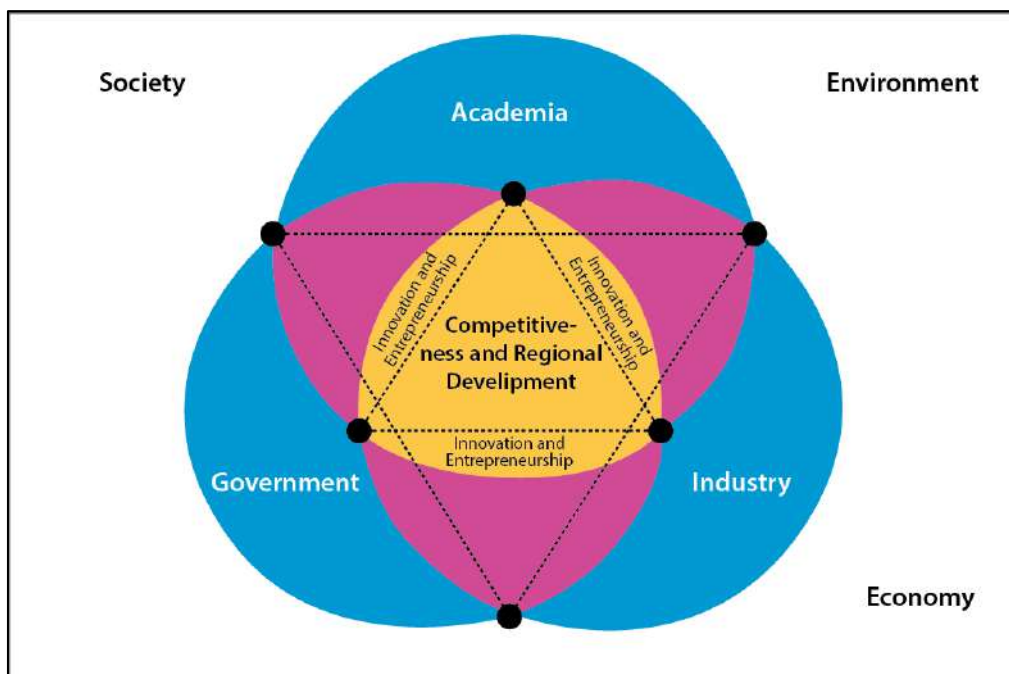 Society
Environment
Academia
Innovation and
Entrepreneurship
Innovation and
Entrepreneurship
Competitive-
ness and Regional
Develipment
Innovation and
Entrepreneurship
Government
Industry
Economy